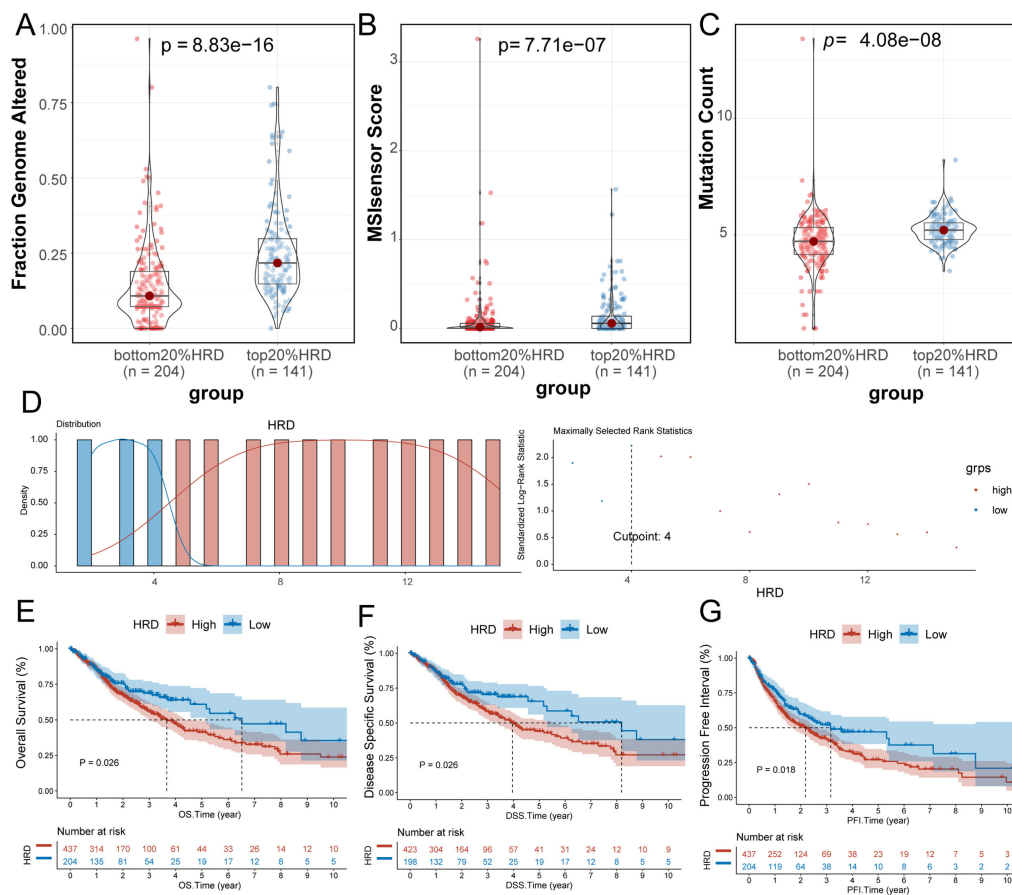 A
p = 8.83e−16
Fraction Genome Altered
1.00
0.75
0.50
0.25
0.00
bottom20%HRD
(n = 204)
top20%HRD
(n = 141)
group
B
p= 7.71e−07
MSIsensor Score
3
2
1
0
bottom20%HRD
(n = 204)
top20%HRD
(n = 141)
group
C
p= 4.08e−08
Mutation Count
10
5
bottom20%HRD
(n = 204)
top20%HRD
(n = 141)
group
D
Distribution
HRD
Density
1.00
0.75
0.50
0.25
0.00
4 8 12
Maximally Selected Rank Statistics
Standardized Log−Rank Statistic
2.0
1.5
1.0
0.5
0.0
Cutpoint: 4
4 8 12
HRD
grps
high
low
E
HRD High Low
Overall Survival (%)
1.00
0.75
0.50
0.25
0.00
P = 0.026
0 1 2 3 4 5 6 7 8 9 10
OS.Time (year)
Number at risk
HRD
437 314 170 100 61 44 33 26 14 12 10
204 135 81 54 25 19 17 12 8 5 5
0 1 2 3 4 5 6 7 8 9 10
OS.Time (year)
F
HRD High Low
Disease Specific Survival (%)
1.00
0.75
0.50
0.25
0.00
P = 0.026
0 1 2 3 4 5 6 7 8 9 10
DSS.Time (year)
Number at risk
HRD
423 304 164 96 57 41 31 24 12 10 9
198 132 79 52 25 19 17 12 8 5 5
0 1 2 3 4 5 6 7 8 9 10
DSS.Time (year)
G
HRD High Low
Progression Free Interval (%)
1.00
0.75
0.50
0.25
0.00
P = 0.018
0 1 2 3 4 5 6 7 8 9 10
PFI.Time (year)
Number at risk
HRD
437 252 124 69 38 23 19 12 7 5 3
204 119 64 38 14 10 8 6 3 2 2
0 1 2 3 4 5 6 7 8 9 10
PFI.Time (year)